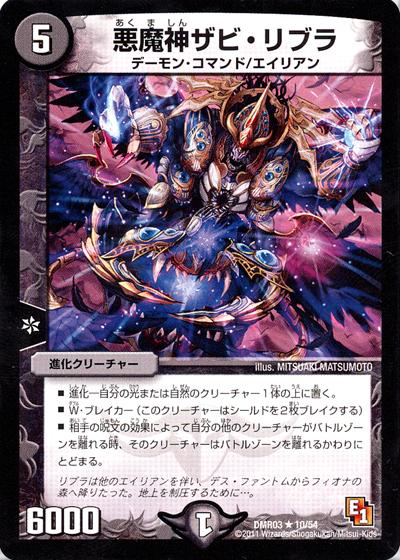 5
あくましん
悪魔神ザビ・リブラ
デーモン・コマンド/エイリアン
illus. MITSUAKI MATSUMOTO
進化クリーチャー
■ 進化―自分の光または自然のクリーチャー1体の上に置く。
■ W・ブレイカー (このクリーチャーはシールドを2枚ブレイクする)
■ 相手の呪文の効果によって自分の他のクリーチャーがバトルゾーンを離れる時、そのクリーチャーはバトルゾーンを離れるかわりにとどまる。
リブラは他のエイリアンを伴い、デス・ファントムからフィオナの
森へ降りたった。地上を制圧するために…。
6000
1
E1
DMR03 ★ 10/54
©2011 Wizards/Shogakukan/Mitsui-Kids